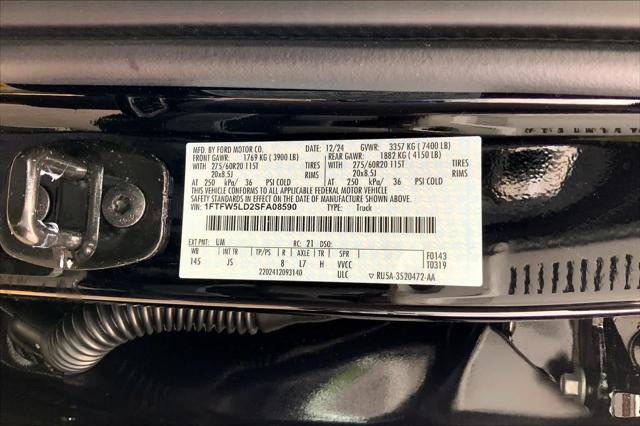 MFD. BY FORD MOTOR CO. DATE: 12/24 GVWR: 3357 KG ( 7400 LB)
FRONT GAWR: 1769 KG ( 3900 LB) REAR GAWR: 1882 KG ( 4150 LB)
WITH 275/60R20 115T TIRES WITH 275/60R20 115T TIRES
20x8.5J RIMS 20x8.5J RIMS
AT 250 kPa/ 36 PSI COLD AT 250 kPa/ 36 PSI COLD
THIS VEHICLE CONFORMS TO ALL APPLICABLE FEDERAL MOTOR VEHICLE
SAFETY STANDARDS IN EFFECT ON THE DATE OF MANUFACTURE SHOWN ABOVE.
VIN: 1FTFW5LD2SFA08590 TYPE: Truck
EXT PNT: UM RC: 21 DSO:
WB INT TR TP/PS R AXLE TR SPR F0143
145 JS 8 L7 H VVCC T0319
2202412093140 ULC ▽ RU5A-3520472-AA